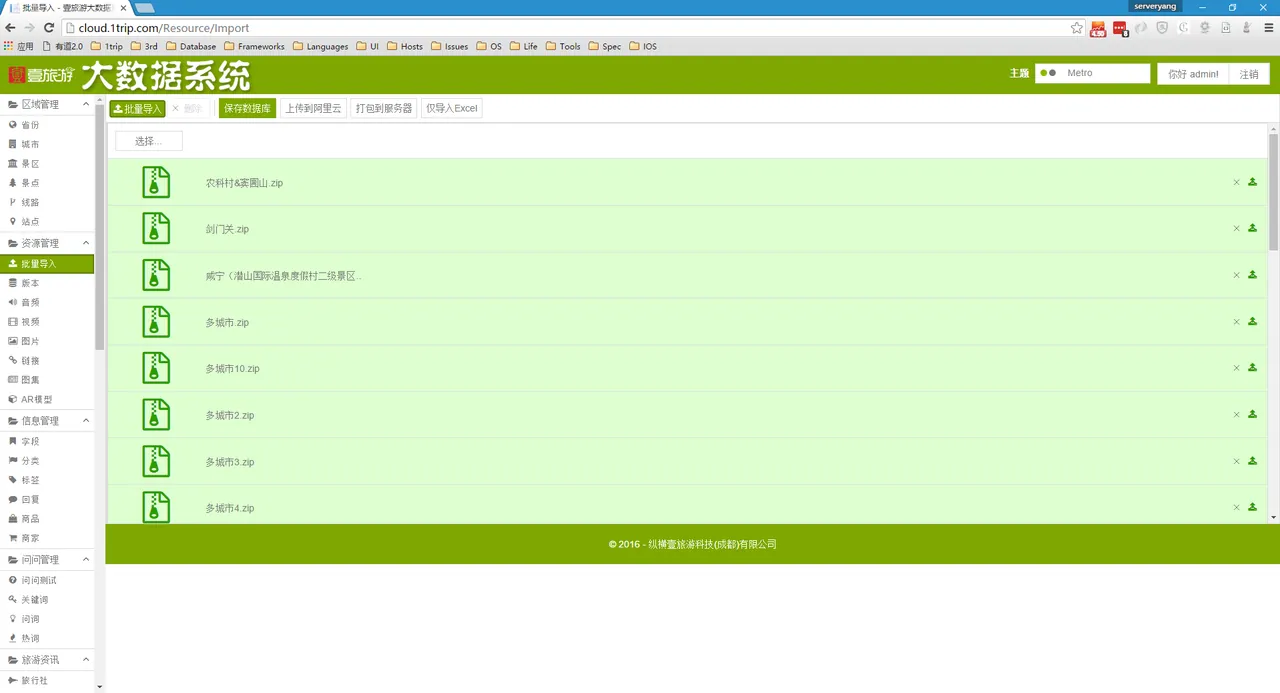 批量导入 - 壹旅游大数据
serveryang
cloud.1trip.com/Resource/Import
应用 有道2.0 1trip 3rd Database Frameworks Languages UI Hosts Issues OS Life Tools Spec IOS
壹旅游 大数据系统
主题 Metro 你好 admin! 注销
区域管理
省份
城市
景区
景点
线路
站点
资源管理
批量导入
版本
音频
视频
图片
链接
图集
AR模型
信息管理
字段
分类
标签
回复
商品
商家
问问管理
问问测试
关键词
问词
热词
旅游资讯
旅行社
批量导入 删除 保存数据库 上传到阿里云 打包到服务器 仅导入Excel
选择...
农科村&窦圌山.zip
剑门关.zip
咸宁（潜山国际温泉度假村二级景区..
多城市.zip
多城市10.zip
多城市2.zip
多城市3.zip
多城市4.zip
© 2016 - 纵横壹旅游科技(成都)有限公司